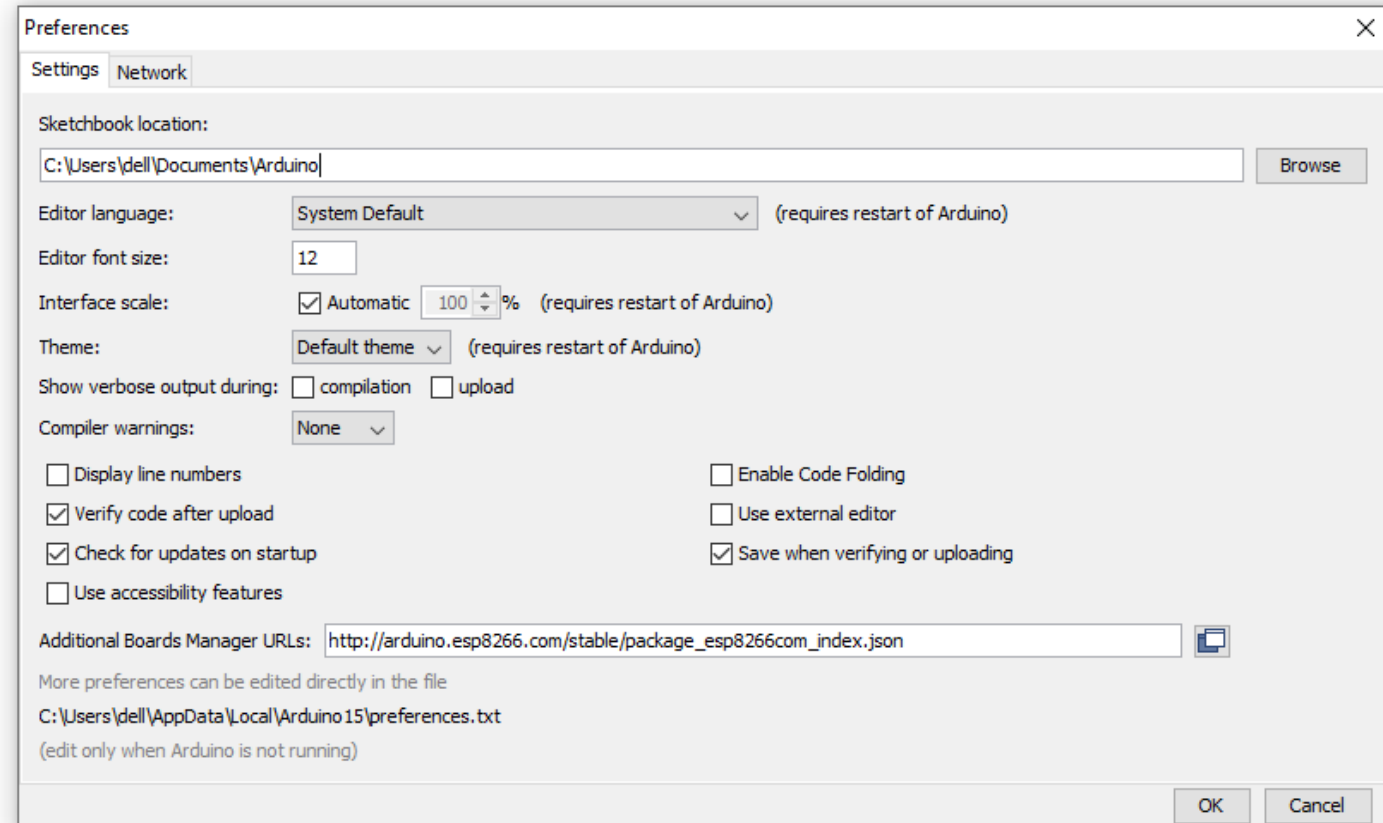 Preferences
Settings Network
Sketchbook location:
C:\Users\dell\Documents\Arduino Browse
Editor language: System Default (requires restart of Arduino)
Editor font size: 12
Interface scale: Automatic 100 % (requires restart of Arduino)
Theme: Default theme (requires restart of Arduino)
Show verbose output during: compilation upload
Compiler warnings: None
Display line numbers Enable Code Folding
Verify code after upload Use external editor
Check for updates on startup Save when verifying or uploading
Use accessibility features
Additional Boards Manager URLs: http://arduino.esp8266.com/stable/package_esp8266com_index.json
More preferences can be edited directly in the file
C:\Users\dell\AppData\Local\Arduino15\preferences.txt
(edit only when Arduino is not running)
OK Cancel